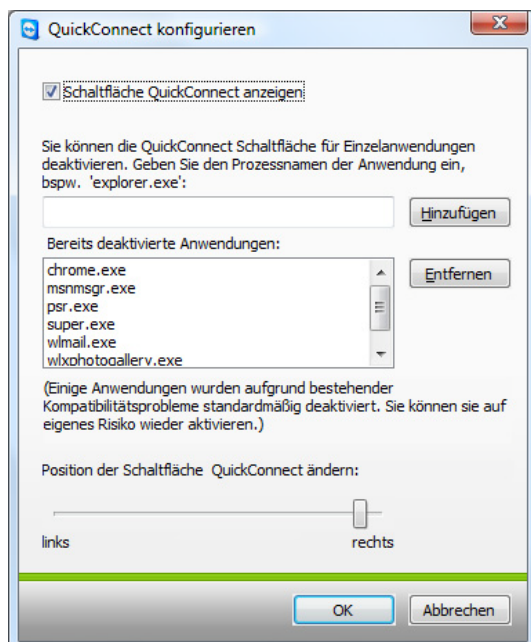 QuickConnect konfigurieren
Schaltfläche QuickConnect anzeigen
Sie können die QuickConnect Schaltfläche für Einzelanwendungen
deaktivieren. Geben Sie den Prozessnamen der Anwendung ein,
bspw. 'explorer.exe':
Hinzufügen
Bereits deaktivierte Anwendungen:
chrome.exe
msnmsgr.exe
psr.exe
super.exe
wlmail.exe
wlxphotogallery.exe
Entfernen
(Einige Anwendungen wurden aufgrund bestehender
Kompatibilitätsprobleme standardmäßig deaktiviert. Sie können sie auf
eigenes Risiko wieder aktivieren.)
Position der Schaltfläche QuickConnect ändern:
links rechts
OK Abbrechen